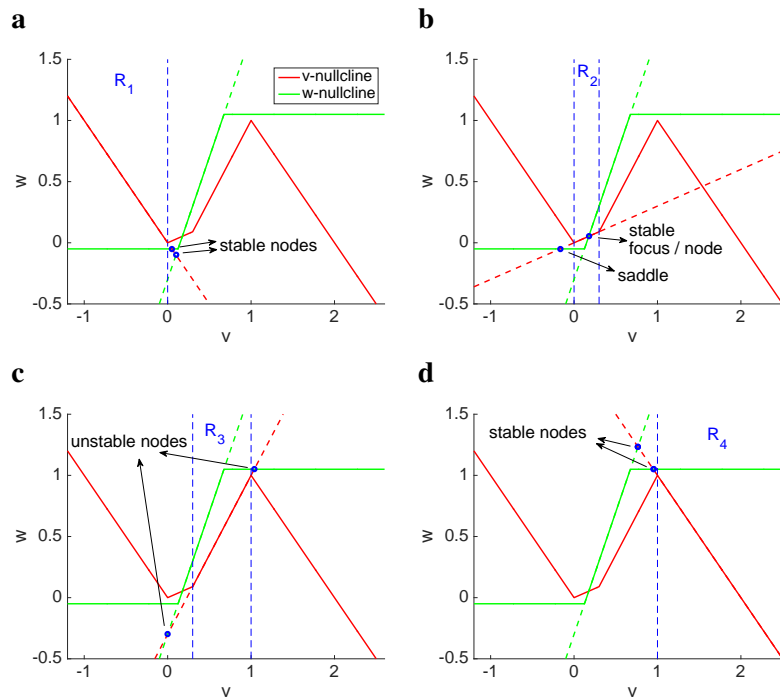 a
1.5
1
0.5
0
-0.5
w
-1
0
1
2
v
R1
v-nullcline
w-nullcline
stable nodes
b
1.5
1
0.5
0
-0.5
w
-1
0
1
2
v
R2
stable
focus / node
saddle
c
1.5
1
0.5
0
-0.5
w
-1
0
1
2
v
unstable nodes
R3
d
1.5
1
0.5
0
-0.5
w
-1
0
1
2
v
stable nodes
R4